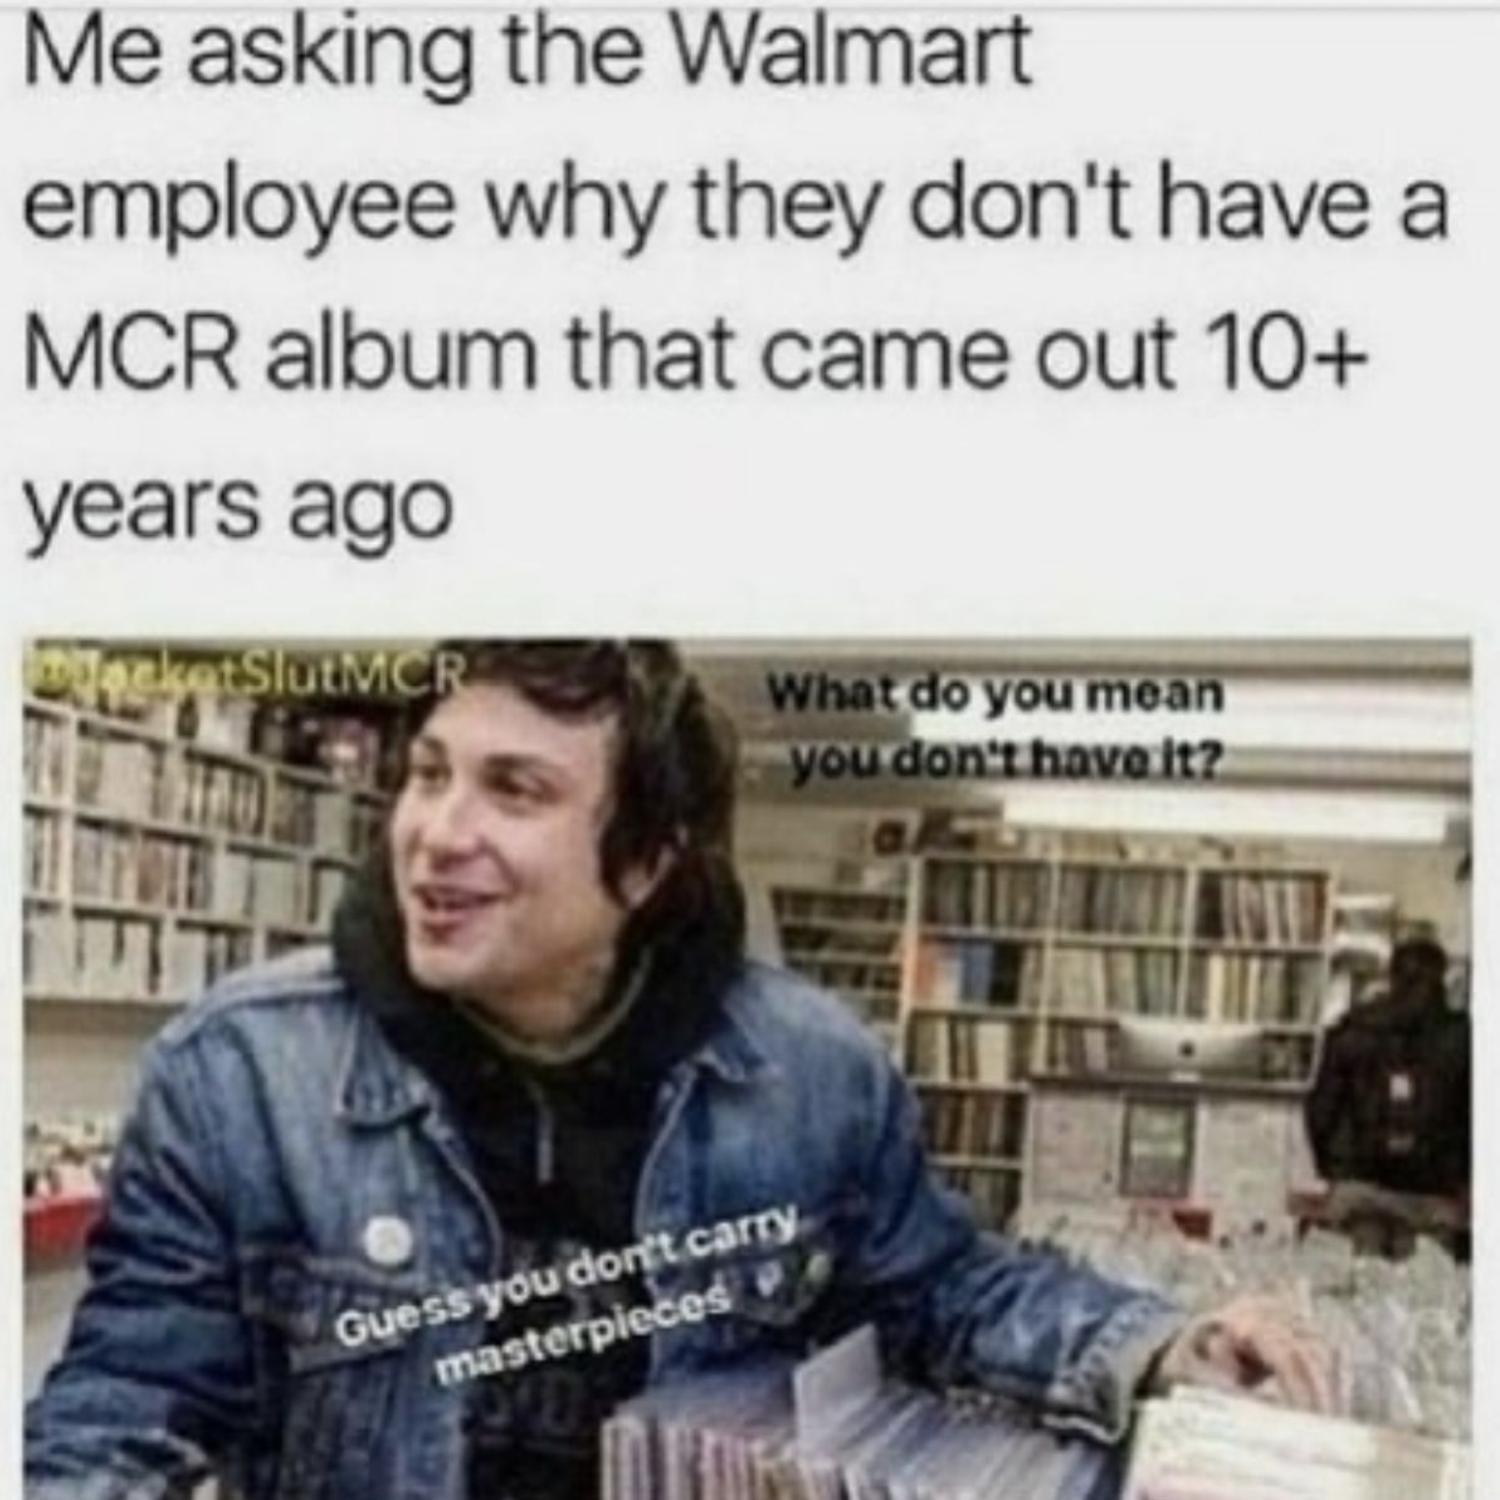 Me asking the Walmart
employee why they don't have a
MCR album that came out 10+
years ago
@JacketSlutMCR
What do you mean
you don't have it?
Guess you don't carry
masterpieces